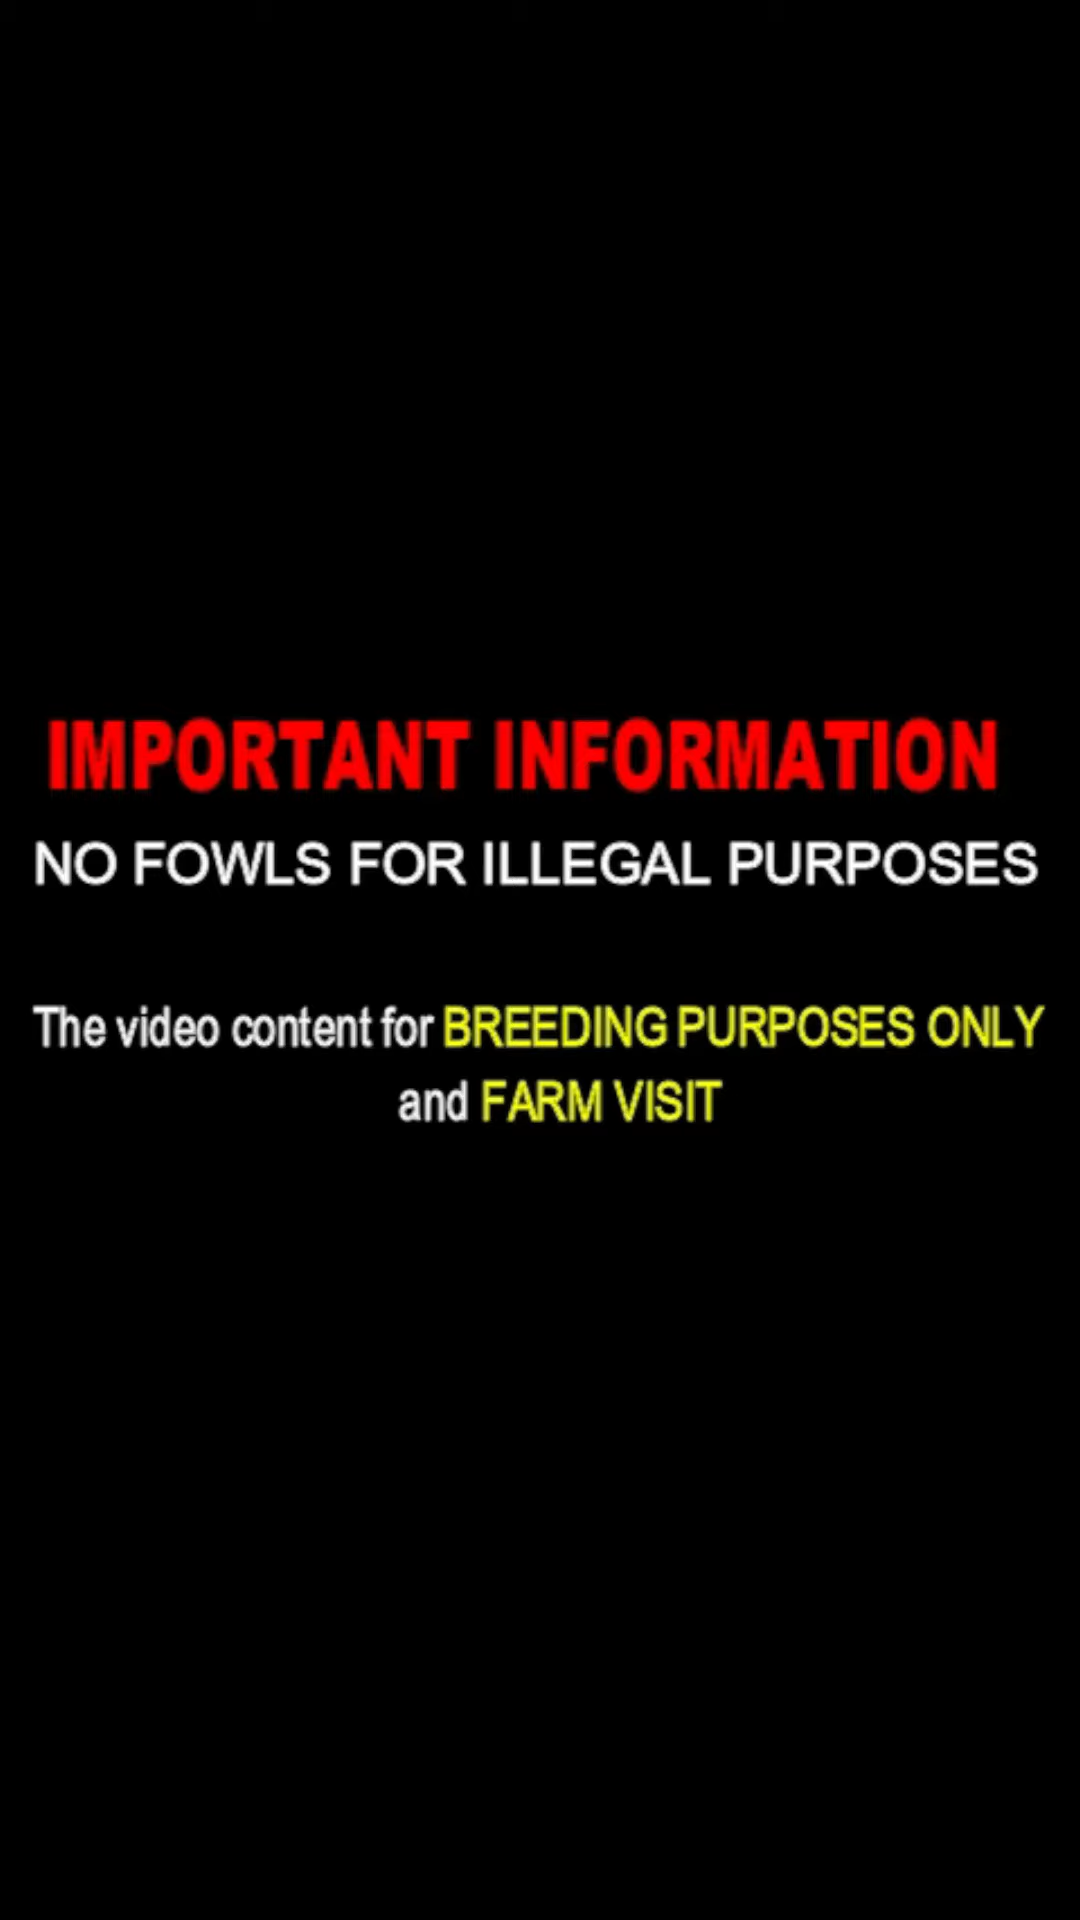 IMPORTANT INFORMATION
NO FOWLS FOR ILLEGAL PURPOSES
The video content for BREEDING PURPOSES ONLY
and FARM VISIT